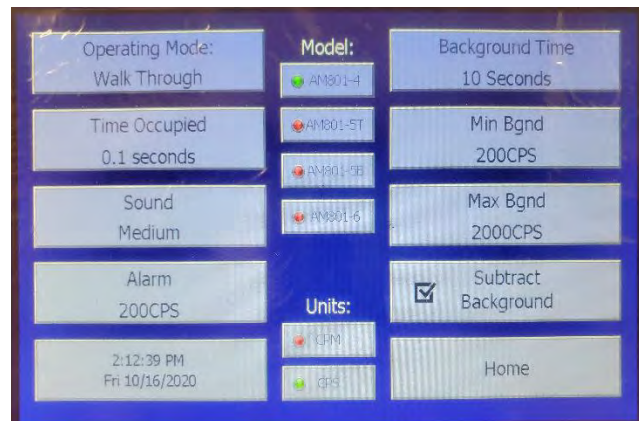 Operating Mode:
Walk Through
Time Occupied
0.1 seconds
Sound
Medium
Alarm
200CPS
2:12:39 PM
Fri 10/16/2020
Model:
AM801-4
AM801-5T
AM801-5B
AM801-6
Units:
CPM
CPS
Background Time
10 Seconds
Min Bgnd
200CPS
Max Bgnd
2000CPS
Subtract
Background
Home